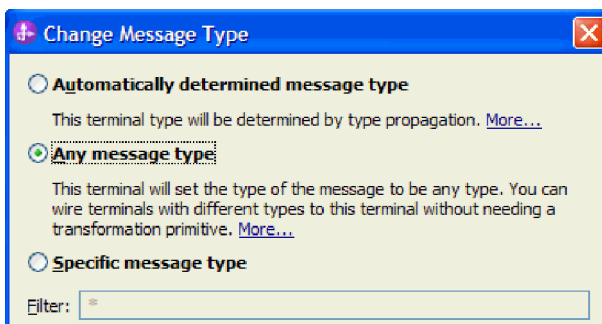 Change Message Type
Automatically determined message type
This terminal type will be determined by type propagation. More...
Any message type
This terminal will set the type of the message to be any type. You can
wire terminals with different types to this terminal without needing a
transformation primitive. More...
Specific message type
Filter: *